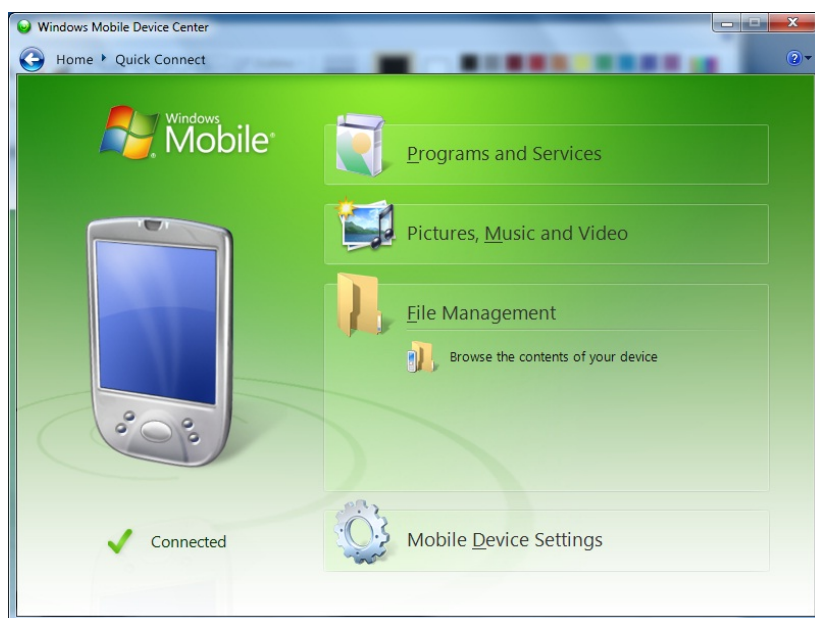 Windows Mobile Device Center
Home Quick Connect
Windows
Mobile
Programs and Services
Pictures, Music and Video
File Management
Browse the contents of your device
Connected
Mobile Device Settings